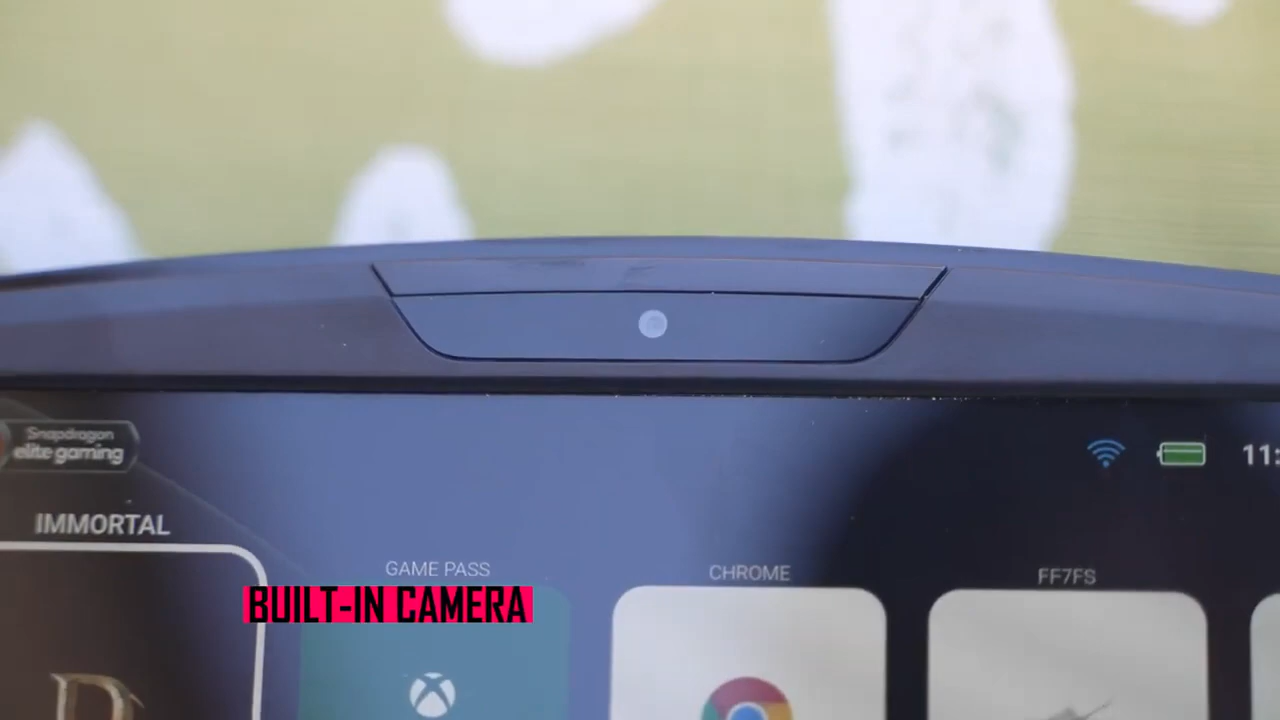 Snapdragon
elite gaming
11:
IMMORTAL
GAME PASS
CHROME
FF7FS
BUILT-IN CAMERA
D